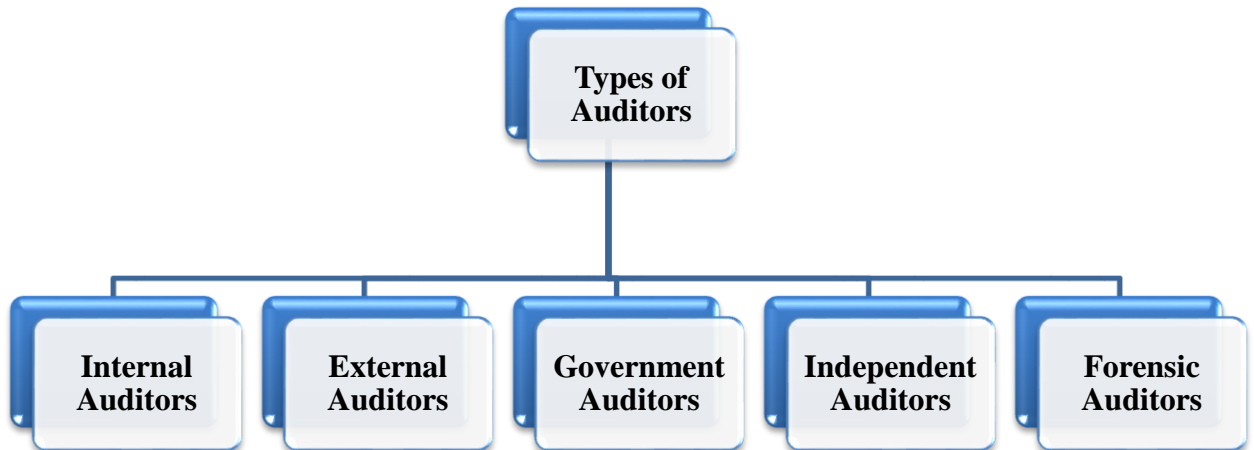 Types of
Auditors
Internal
Auditors
External
Auditors
Government
Auditors
Independent
Auditors
Forensic
Auditors